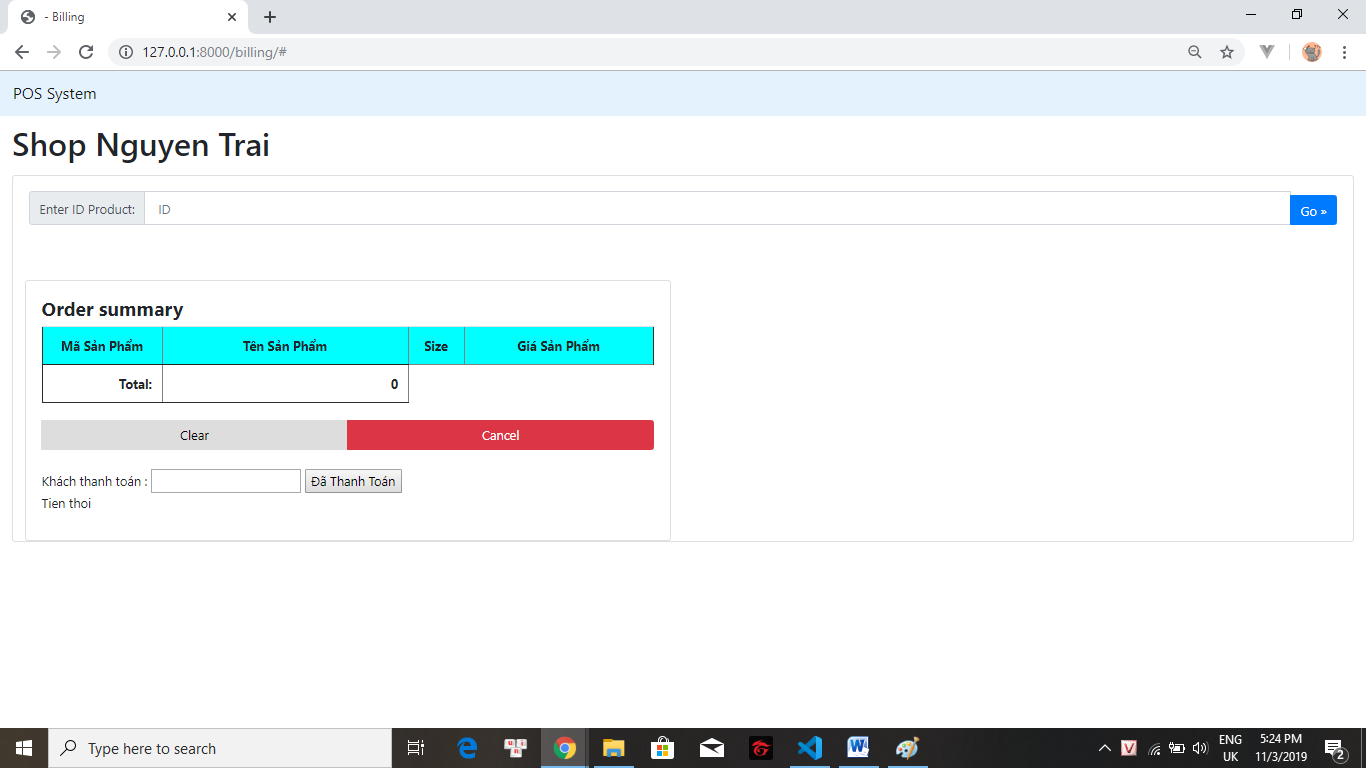 - Billing
127.0.0.1:8000/billing/#
POS System
Shop Nguyen Trai
Enter ID Product: ID Go »
Order summary
Mã Sản Phẩm Tên Sản Phẩm Size Giá Sản Phẩm
Total: 0
Clear Cancel
Khách thanh toán : Đã Thanh Toán
Tien thoi
Type here to search
ENG 5:24 PM
UK 11/3/2019 2